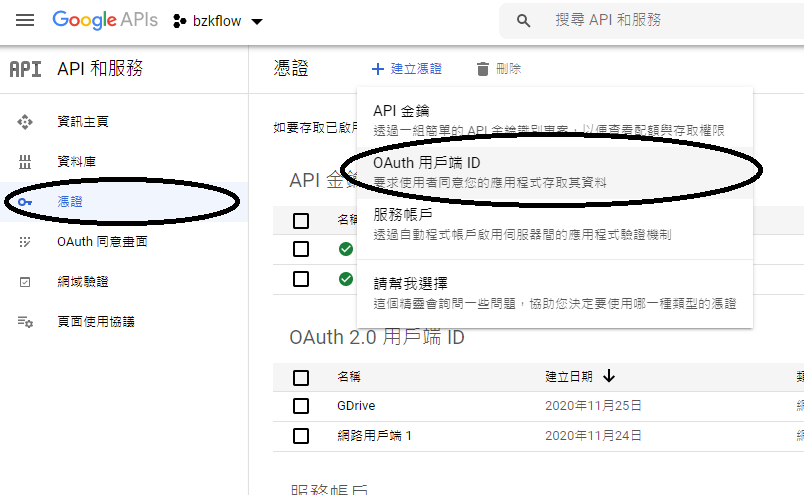 Google APIs
bzkflow
搜尋 API 和服務
API
API 和服務
憑證
建立憑證
刪除
資訊主頁
資料庫
憑證
OAuth 同意畫面
網域驗證
頁面使用協議
如要存取已啟用
API 金鑰
透過一組簡單的 API 金鑰識別專案,以便查看配額與存取權限
OAuth 用戶端 ID
要求使用者同意您的應用程式存取其資料
服務帳戶
透過自動程式帳戶啟用伺服器間的應用程式驗證機制
請幫我選擇
這個精靈會詢問一些問題,協助您決定要使用哪一種類型的憑證
API 金鑰
名稱
OAuth 2.0 用戶端 ID
名稱
建立日期
GDrive
2020年11月25日
網路用戶端 1
2020年11月24日
服務帳戶